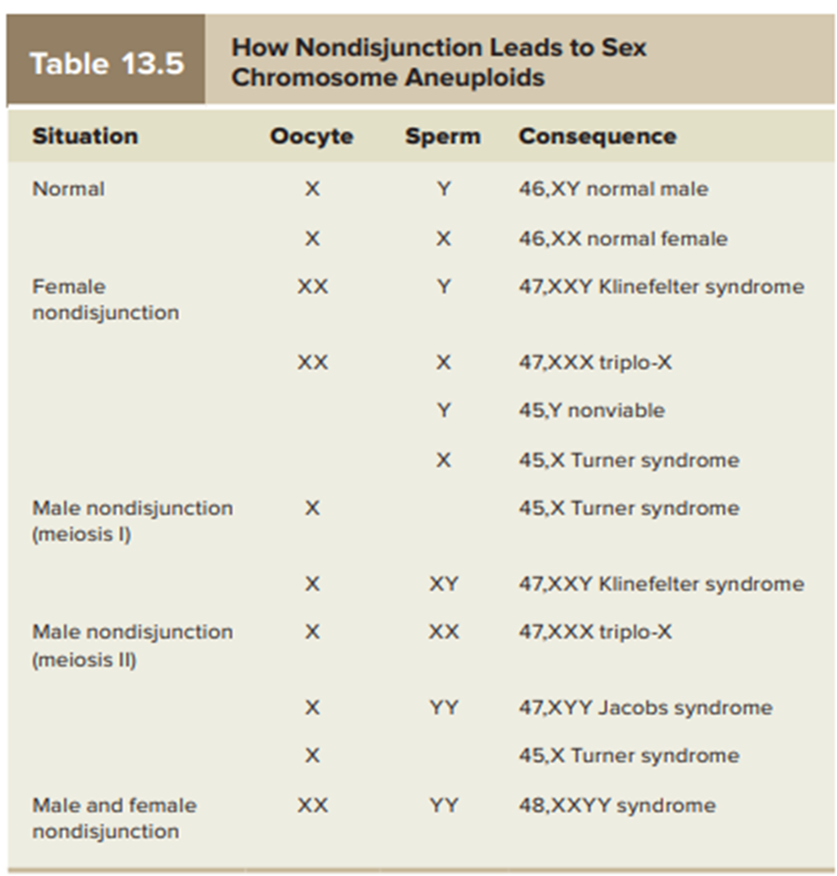 Table 13.5
How Nondisjunction Leads to Sex
Chromosome Aneuploids
Situation Oocyte Sperm Consequence
Normal X Y 46,XY normal male
X X 46,XX normal female
Female XX Y 47,XXY Klinefelter syndrome
nondisjunction
XX X 47,XXX triplo-X
Y 45,Y nonviable
X 45,X Turner syndrome
Male nondisjunction X 45,X Turner syndrome
(meiosis I)
X XY 47,XXY Klinefelter syndrome
Male nondisjunction X XX 47,XXX triplo-X
(meiosis II)
X YY 47,XYY Jacobs syndrome
X 45,X Turner syndrome
Male and female XX YY 48,XXYY syndrome
nondisjunction